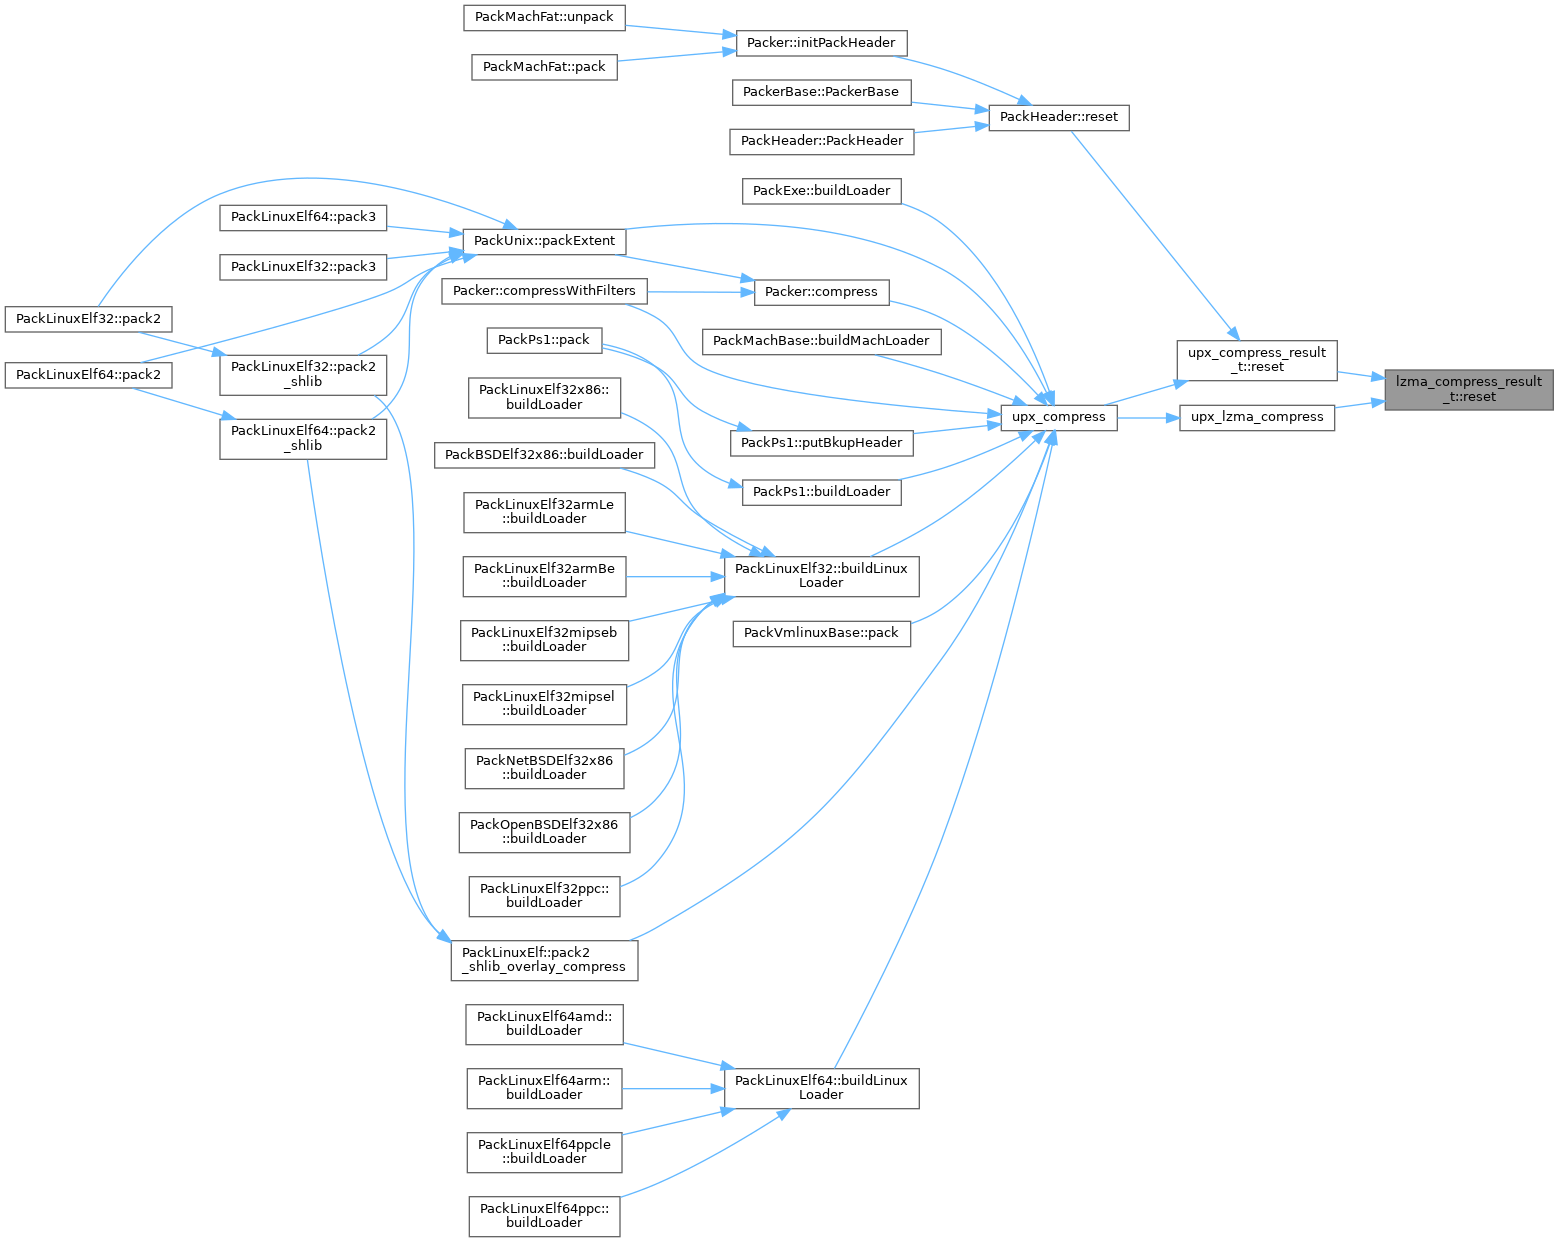 PackMachFat::unpack
Packer::initPackHeader
PackMachFat::pack
PackerBase::PackerBase
PackHeader::reset
PackHeader::PackHeader
PackExe::buildLoader
PackLinuxElf64::pack3
PackUnix::packExtent
PackLinuxElf32::pack3
Packer::compressWithFilters
Packer::compress
PackLinuxElf32::pack2
PackPs1::pack
PackMachBase::buildMachLoader
upx_compress_result
_t::reset
PackLinuxElf32::pack2
_shlib
PackLinuxElf64::pack2
lzma_compress_result
_t::reset
PackLinuxElf32x86::
buildLoader
upx_compress
upx_lzma_compress
PackLinuxElf64::pack2
_shlib
PackPs1::putBkupHeader
PackBSDElf32x86::buildLoader
PackPs1::buildLoader
PackLinuxElf32armLe
::buildLoader
PackLinuxElf32armBe
::buildLoader
PackLinuxElf32::buildLinux
Loader
PackLinuxElf32mipseb
::buildLoader
PackVmlinuxBase::pack
PackLinuxElf32mipsel
::buildLoader
PackNetBSDElf32x86
::buildLoader
PackOpenBSDElf32x86
::buildLoader
PackLinuxElf32ppc::
buildLoader
PackLinuxElf::pack2
_shlib_overlay_compress
PackLinuxElf64amd::
buildLoader
PackLinuxElf64arm::
buildLoader
PackLinuxElf64::buildLinux
Loader
PackLinuxElf64ppcle
::buildLoader
PackLinuxElf64ppc::
buildLoader